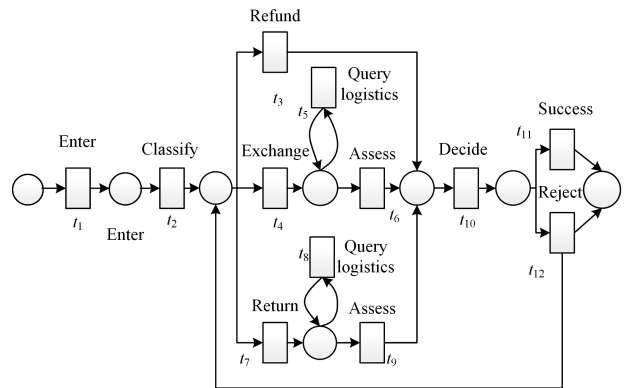 Refund
t3
Query
logistics
t5
Enter
Classify
Exchange
Assess
Decide
Success
t11
Reject
t1
Enter
t2
t4
t6
t10
t12
Query
logistics
t8
Return
Assess
t7
t9